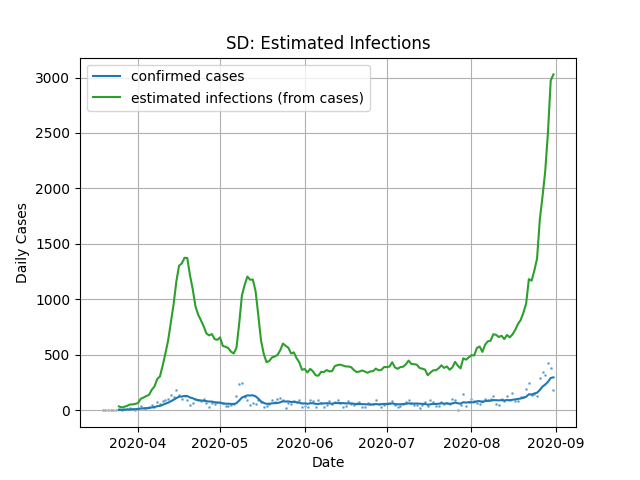 SD: Estimated Infections
confirmed cases
estimated infections (from cases)
3000
2500
2000
1500
1000
500
0
Daily Cases
2020-04 2020-05 2020-06 2020-07 2020-08 2020-09
Date